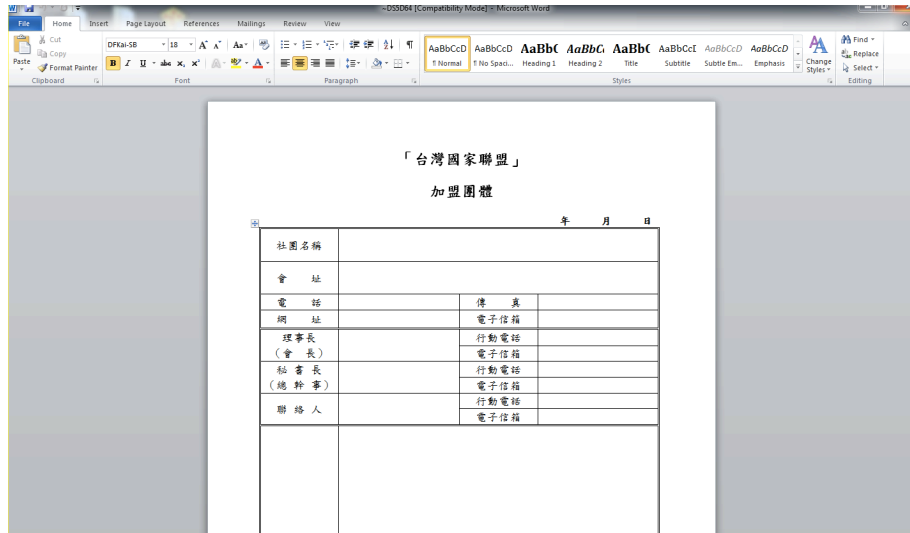 ~DS5D64 [Compatibility Mode] - Microsoft Word
File Home Insert Page Layout References Mailings Review View
Paste
Cut
Copy
Format Painter
Clipboard
DFKai-SB 18
Font
Paragraph
AaBbCcD AaBbCcD AaBb( AaBbC AaBb( AaBbCcI AaBbCcD AaBbCcD
¶ Normal ¶ No Spaci... Heading 1 Heading 2 Title Subtitle Subtle Em... Emphasis
Change Styles
Styles
Find
Replace
Select
Editing
「台灣國家聯盟」
加盟團體
年 月 日
社團名稱
會 址
電 話 傳 真
網 址 電子信箱
理事長 行動電話
（會 長） 電子信箱
秘 書 長 行動電話
（總 幹 事） 電子信箱
聯 絡 人 行動電話
電子信箱